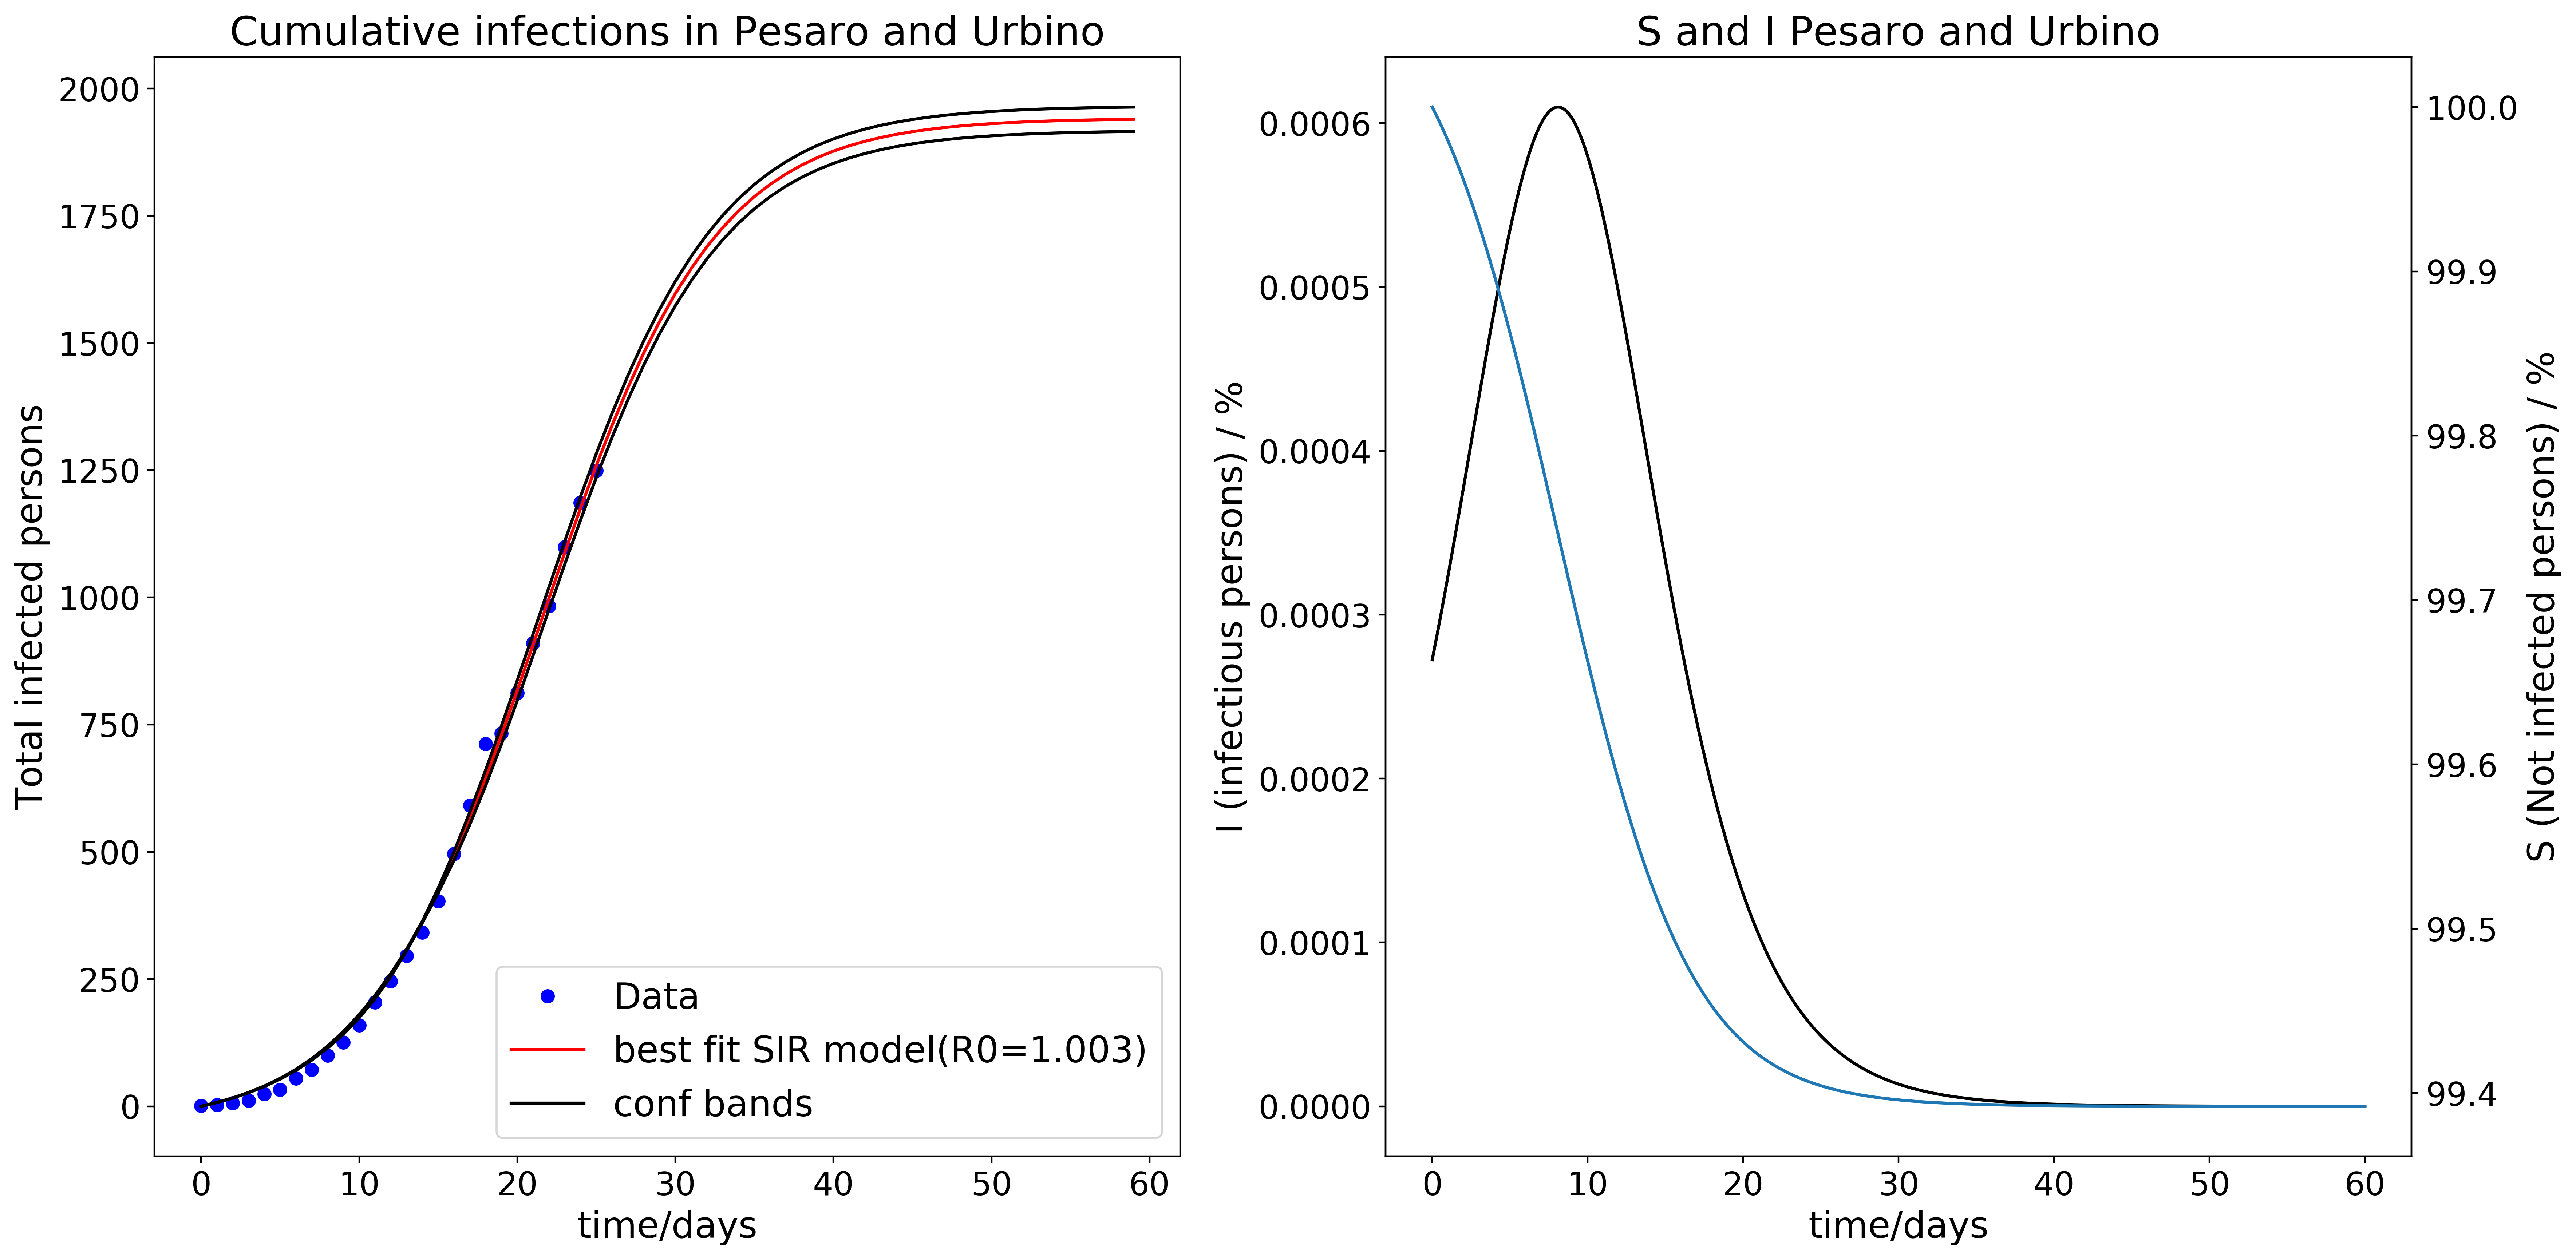 Cumulative infections in Pesaro and Urbino
2000
1750
1500
1250
1000
750
500
250
0
Total infected persons
0 10 20 30 40 50 60
time/days
Data
best fit SIR model(R0=1.003)
conf bands
S and I Pesaro and Urbino
0.0006
0.0005
0.0004
0.0003
0.0002
0.0001
0.0000
I (infectious persons) / %
100.0
99.9
99.8
99.7
99.6
99.5
99.4
S (Not infected persons) / %
0 10 20 30 40 50 60
time/days